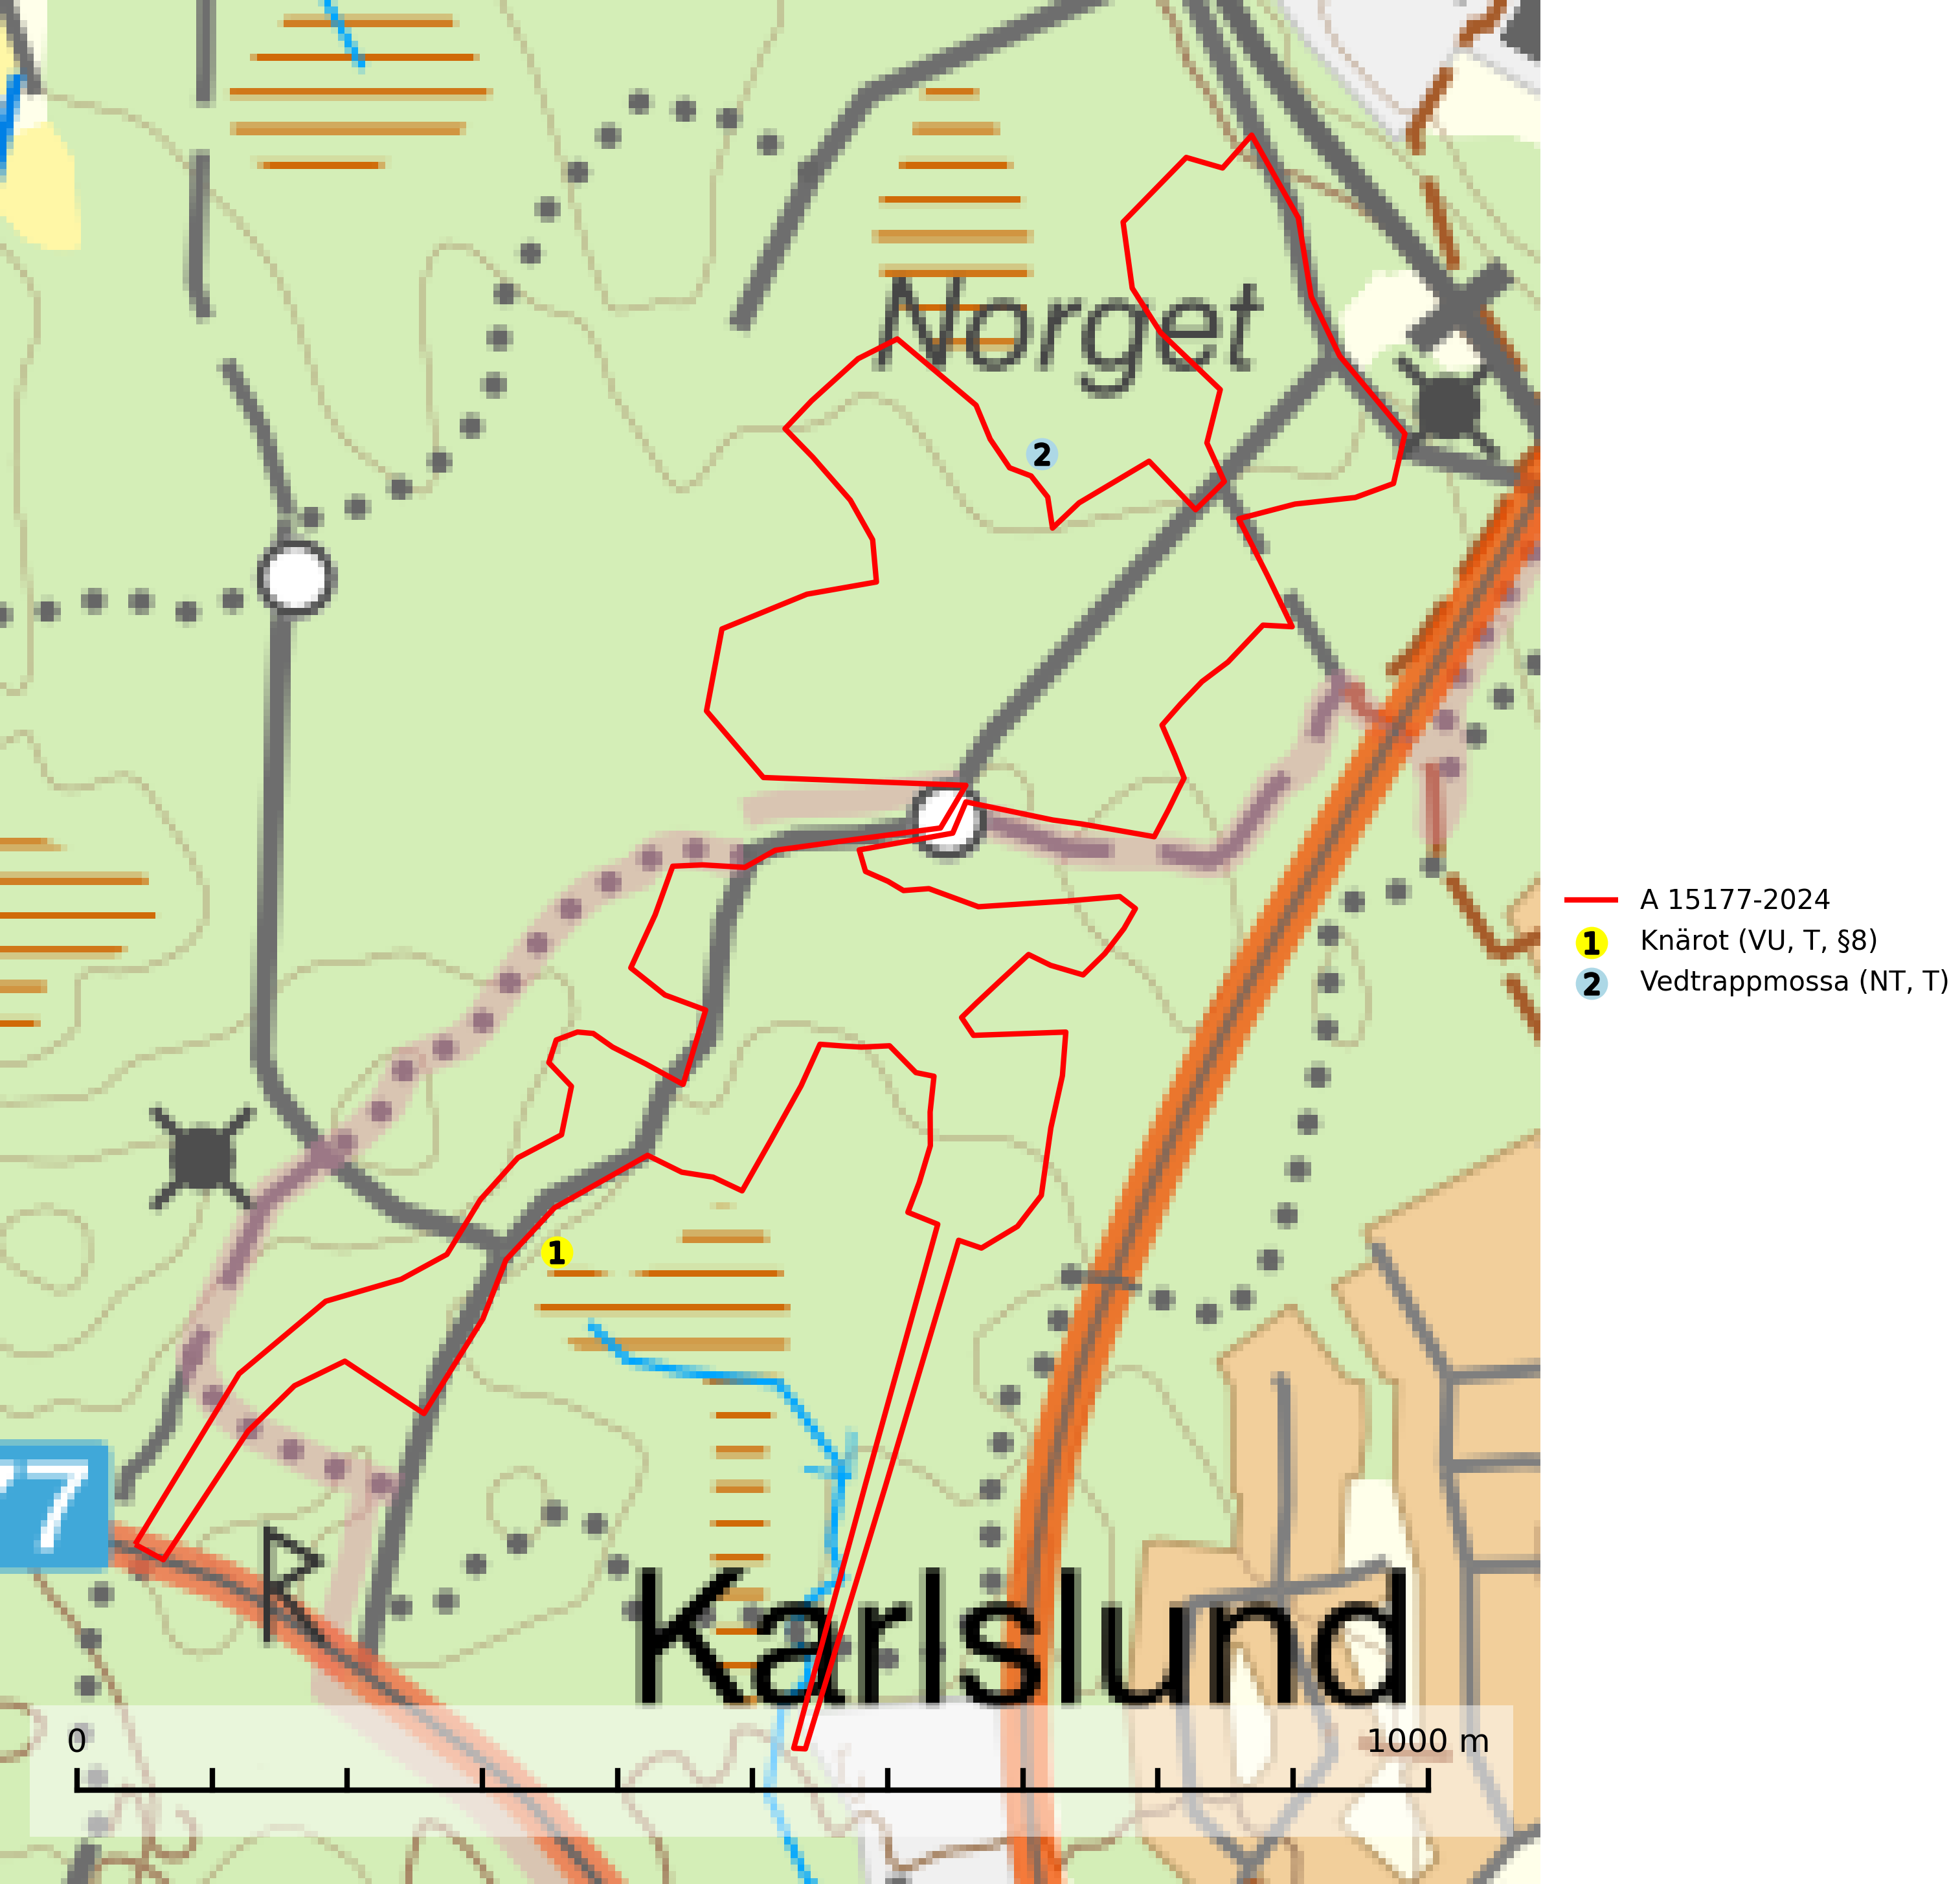 Norget
2
A 15177-2024
1 Knärot (VU, T, §8)
2 Vedtrappmossa (NT, T)
1
77
Karlslund
0 1000 m